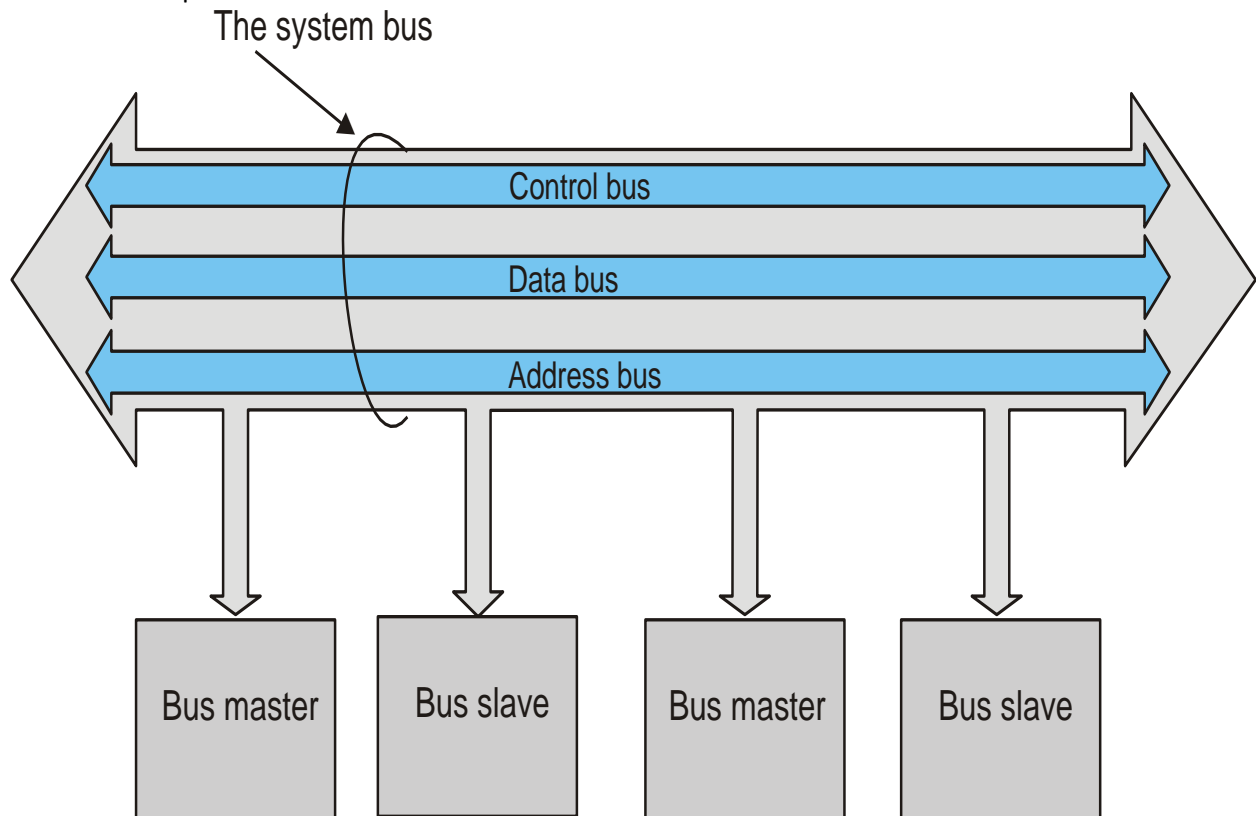 The system bus
Control bus
Data bus
Address bus
Bus master
Bus slave
Bus master
Bus slave